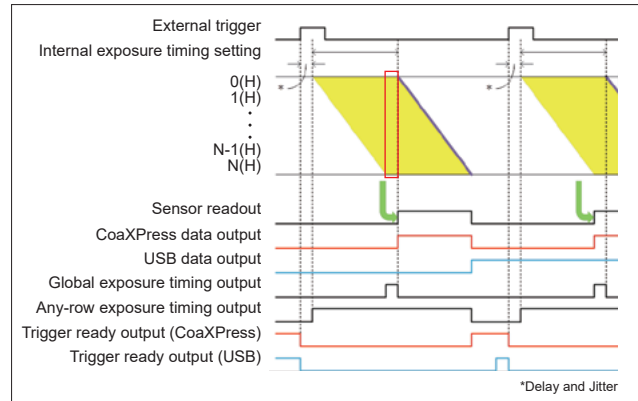 External trigger
Internal exposure timing setting
*
*
0(H)
1(H)
N-1(H)
N(H)
Sensor readout
CoaXPress data output
USB data output
Global exposure timing output
Any-row exposure timing output
Trigger ready output (CoaXPress)
Trigger ready output (USB)
*Delay and Jitter